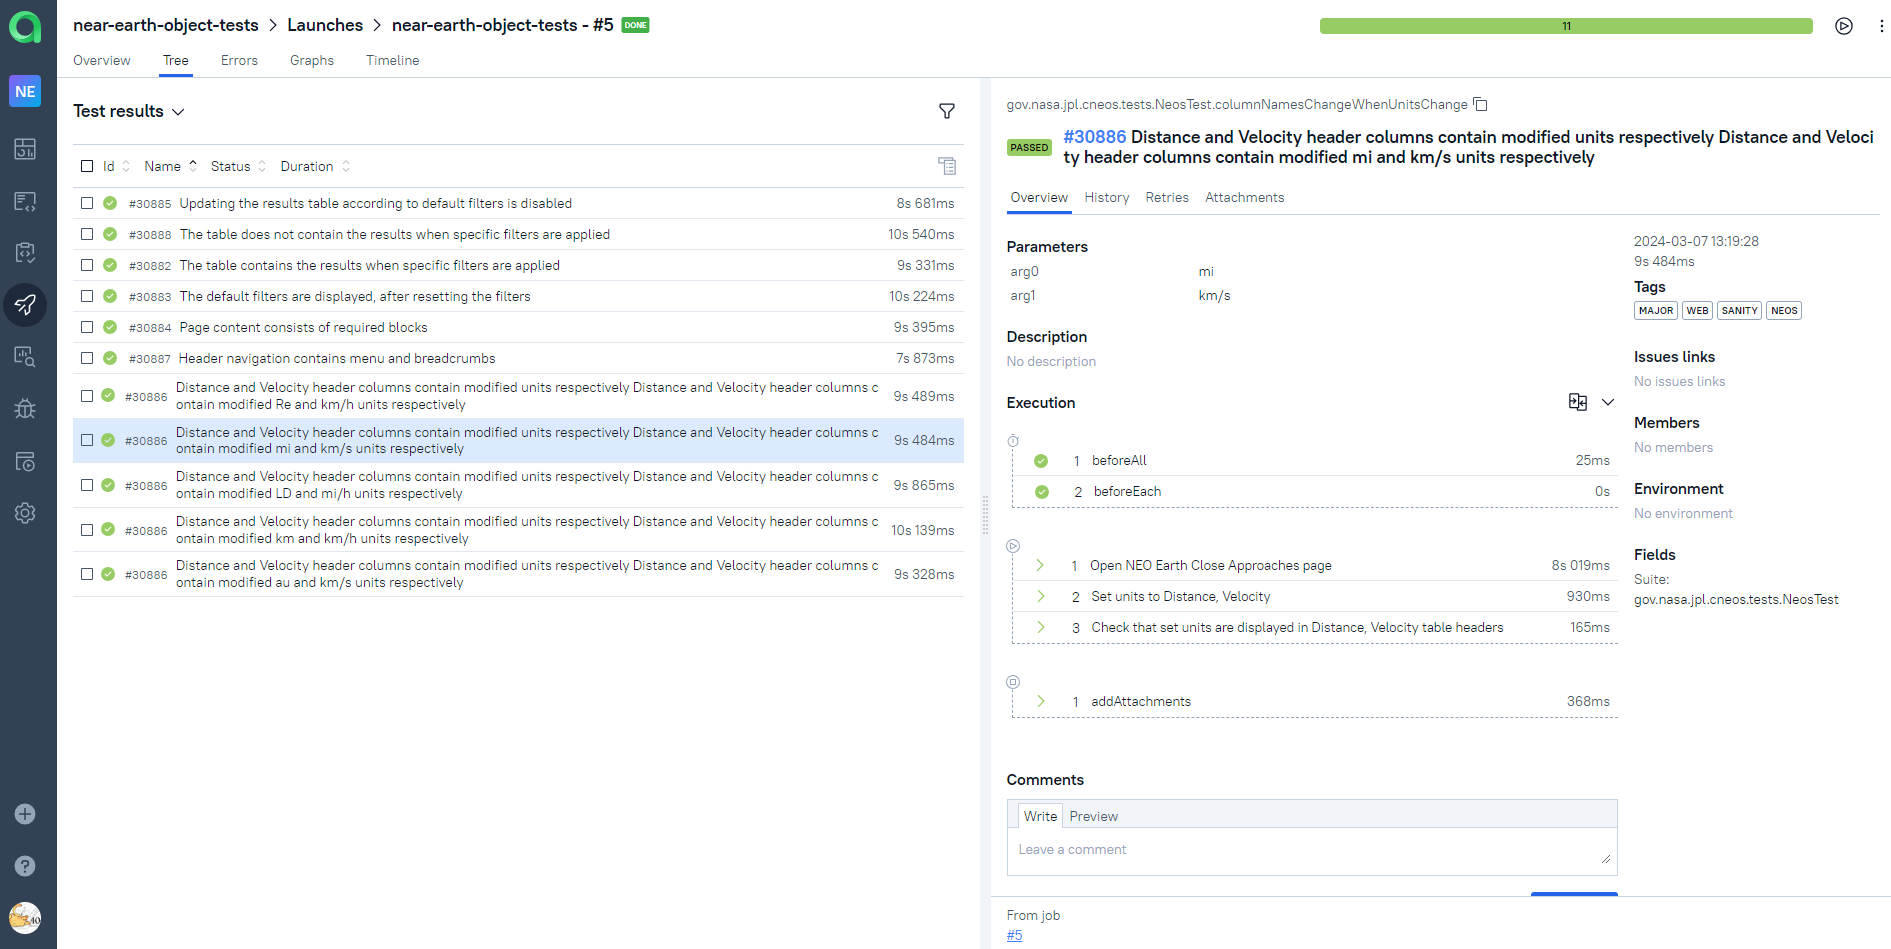 near-earth-object-tests > Launches > near-earth-object-tests - #5 DONE
11
NE
Overview Tree Errors Graphs Timeline
Test results
Id Name Status Duration
#30885 Updating the results table according to default filters is disabled 8s 681ms
#30888 The table does not contain the results when specific filters are applied 10s 540ms
#30882 The table contains the results when specific filters are applied 9s 331ms
#30883 The default filters are displayed, after resetting the filters 10s 224ms
#30884 Page content consists of required blocks 9s 395ms
#30887 Header navigation contains menu and breadcrumbs 7s 873ms
#30886 Distance and Velocity header columns contain modified units respectively Distance and Velocity header columns c
ontain modified Re and km/h units respectively 9s 489ms
#30886 Distance and Velocity header columns contain modified units respectively Distance and Velocity header columns c
ontain modified mi and km/s units respectively 9s 484ms
#30886 Distance and Velocity header columns contain modified units respectively Distance and Velocity header columns c
ontain modified LD and mi/h units respectively 9s 865ms
#30886 Distance and Velocity header columns contain modified units respectively Distance and Velocity header columns c
ontain modified km and km/h units respectively 10s 139ms
#30886 Distance and Velocity header columns contain modified units respectively Distance and Velocity header columns c
ontain modified au and km/s units respectively 9s 328ms
gov.nasa.jpl.cneos.tests.NeosTest.columnNamesChangeWhenUnitsChange
PASSED #30886 Distance and Velocity header columns contain modified units respectively Distance and Veloci
ty header columns contain modified mi and km/s units respectively
Overview History Retries Attachments
Parameters
arg0 mi
arg1 km/s
Description
No description
Execution
1 beforeAll 25ms
2 beforeEach 0s
1 Open NEO Earth Close Approaches page 8s 019ms
2 Set units to Distance, Velocity 930ms
3 Check that set units are displayed in Distance, Velocity table headers 165ms
1 addAttachments 368ms
Comments
Write Preview
Leave a comment
From job
#5
2024-03-07 13:19:28
9s 484ms
Tags
MAJOR WEB SANITY NEOS
Issues links
No issues links
Members
No members
Environment
No environment
Fields
Suite:
gov.nasa.jpl.cneos.tests.NeosTest